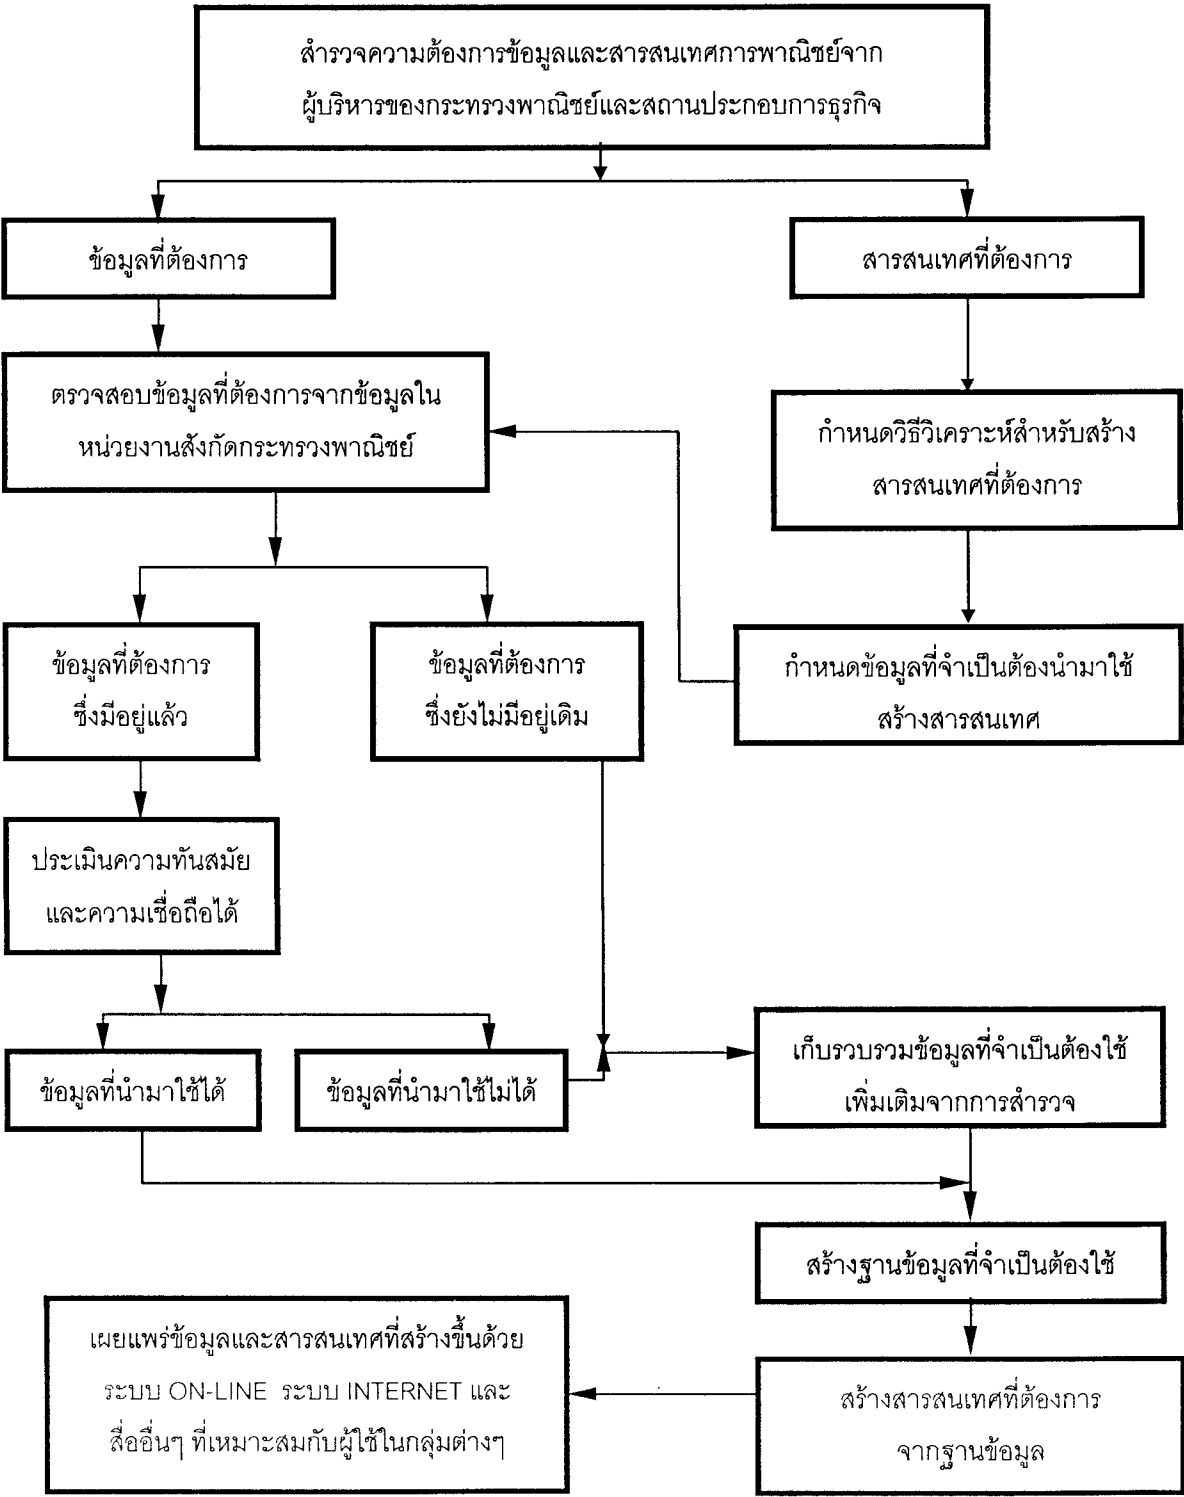 สำรวจความต้องการข้อมูลและสารสนเทศการพาณิชย์จาก
ผู้บริหารของกระทรวงพาณิชย์และสถานประกอบการธุรกิจ
ข้อมูลที่ต้องการ
สารสนเทศที่ต้องการ
ตรวจสอบข้อมูลที่ต้องการจากข้อมูลใน
หน่วยงานสังกัดกระทรวงพาณิชย์
กำหนดวิธีวิเคราะห์สำหรับสร้าง
สารสนเทศที่ต้องการ
ข้อมูลที่ต้องการ
ซึ่งมีอยู่แล้ว
ข้อมูลที่ต้องการ
ซึ่งยังไม่มีอยู่เดิม
กำหนดข้อมูลที่จำเป็นต้องนำมาใช้
สร้างสารสนเทศ
ประเมินความทันสมัย
และความเชื่อถือได้
ข้อมูลที่นำมาใช้ได้
ข้อมูลที่นำมาใช้ไม่ได้
เก็บรวบรวมข้อมูลที่จำเป็นต้องใช้
เพิ่มเติมจากการสำรวจ
สร้างฐานข้อมูลที่จำเป็นต้องใช้
เผยแพร่ข้อมูลและสารสนเทศที่สร้างขึ้นด้วย
ระบบ ON-LINE ระบบ INTERNET และ
สื่ออื่นๆ ที่เหมาะสมกับผู้ใช้ในกลุ่มต่างๆ
สร้างสารสนเทศที่ต้องการ
จากฐานข้อมูล